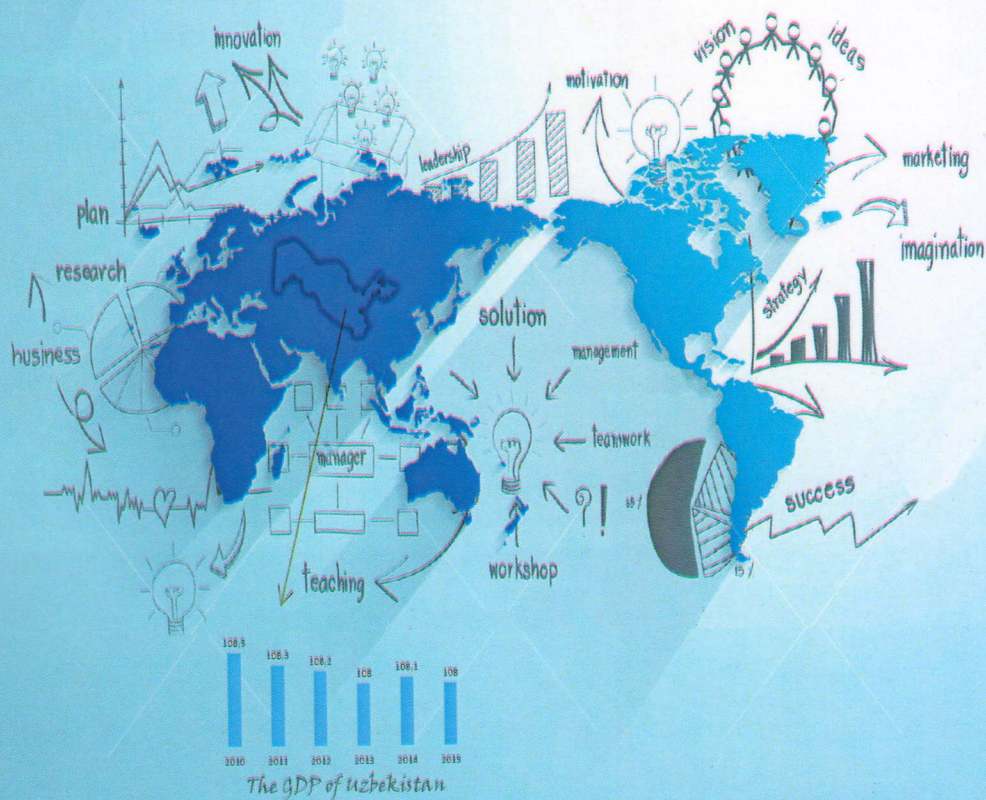 innovation
vision
ideas
motivation
leadership
marketing
plan
imagination
research
strategy
solution
business
management
teamwork
manager
?!
65%
success
15%
teaching
workshop
108,5
108,3
108,2
108
108,1
108
2010
2011
2012
2013
2014
2015
The GDP of Uzbekistan